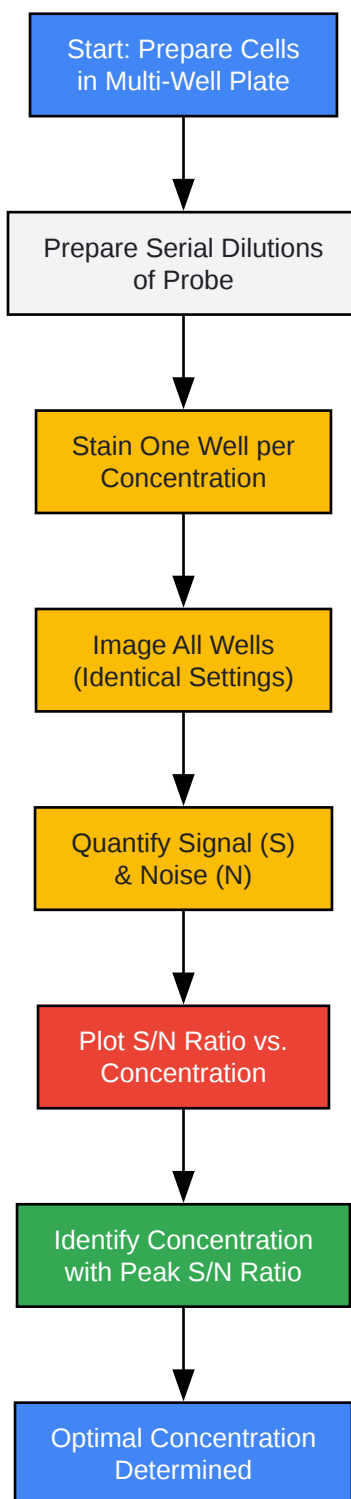 Start: Prepare Cells
in Multi-Well Plate
Prepare Serial Dilutions
of Probe
Stain One Well per
Concentration
Image All Wells
(Identical Settings)
Quantify Signal (S)
& Noise (N)
Plot S/N Ratio vs.
Concentration
Identify Concentration
with Peak S/N Ratio
Optimal Concentration
Determined